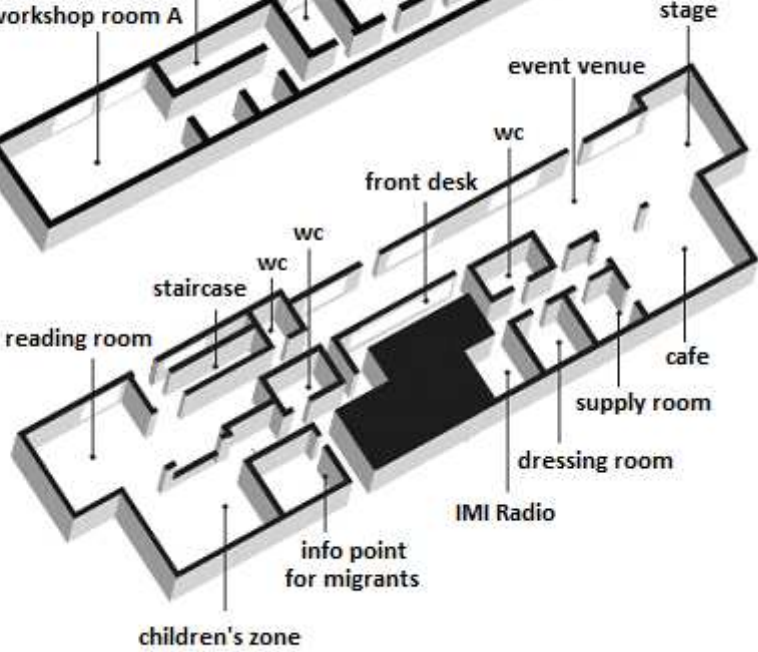 workshop room A
stage
event venue
wc
front desk
wc
wc
staircase
reading room
cafe
supply room
dressing room
IMI Radio
info point
for migrants
children's zone